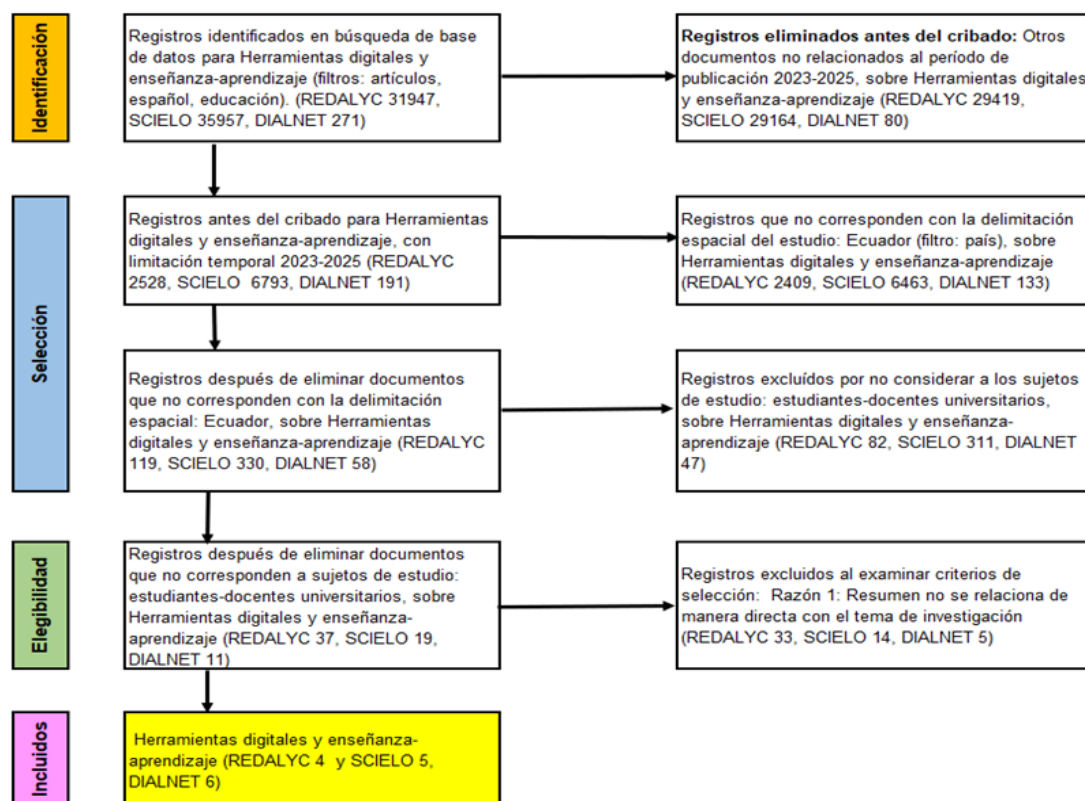 Identificación
Registros identificados en búsqueda de base
de datos para Herramientas digitales y
enseñanza-aprendizaje (filtros: artículos,
español, educación). (REDALYC 31947,
SCIELO 35957, DIALNET 271)
Registros eliminados antes del cribado: Otros
documentos no relacionados al período de
publicación 2023-2025, sobre Herramientas digitales
y enseñanza-aprendizaje (REDALYC 29419,
SCIELO 29164, DIALNET 80)
Selección
Registros antes del cribado para Herramientas
digitales y enseñanza-aprendizaje, con
limitación temporal 2023-2025 (REDALYC
2528, SCIELO 6793, DIALNET 191)
Registros que no corresponden con la delimitación
espacial del estudio: Ecuador (filtro: país), sobre
Herramientas digitales y enseñanza-aprendizaje
(REDALYC 2409, SCIELO 6463, DIALNET 133)
Registros después de eliminar documentos
que no corresponden con la delimitación
espacial: Ecuador, sobre Herramientas
digitales y enseñanza-aprendizaje (REDALYC
119, SCIELO 330, DIALNET 58)
Registros excluídos por no considerar a los sujetos
de estudio: estudiantes-docentes universitarios,
sobre Herramientas digitales y enseñanza-
aprendizaje (REDALYC 82, SCIELO 311, DIALNET
47)
Elegibilidad
Registros después de eliminar documentos
que no corresponden a sujetos de estudio:
estudiantes-docentes universitarios, sobre
Herramientas digitales y enseñanza-
aprendizaje (REDALYC 37, SCIELO 19,
DIALNET 11)
Registros excluidos al examinar criterios de
selección: Razón 1: Resumen no se relaciona de
manera directa con el tema de investigación
(REDALYC 33, SCIELO 14, DIALNET 5)
Incluidos
Herramientas digitales y enseñanza-
aprendizaje (REDALYC 4 y SCIELO 5,
DIALNET 6)